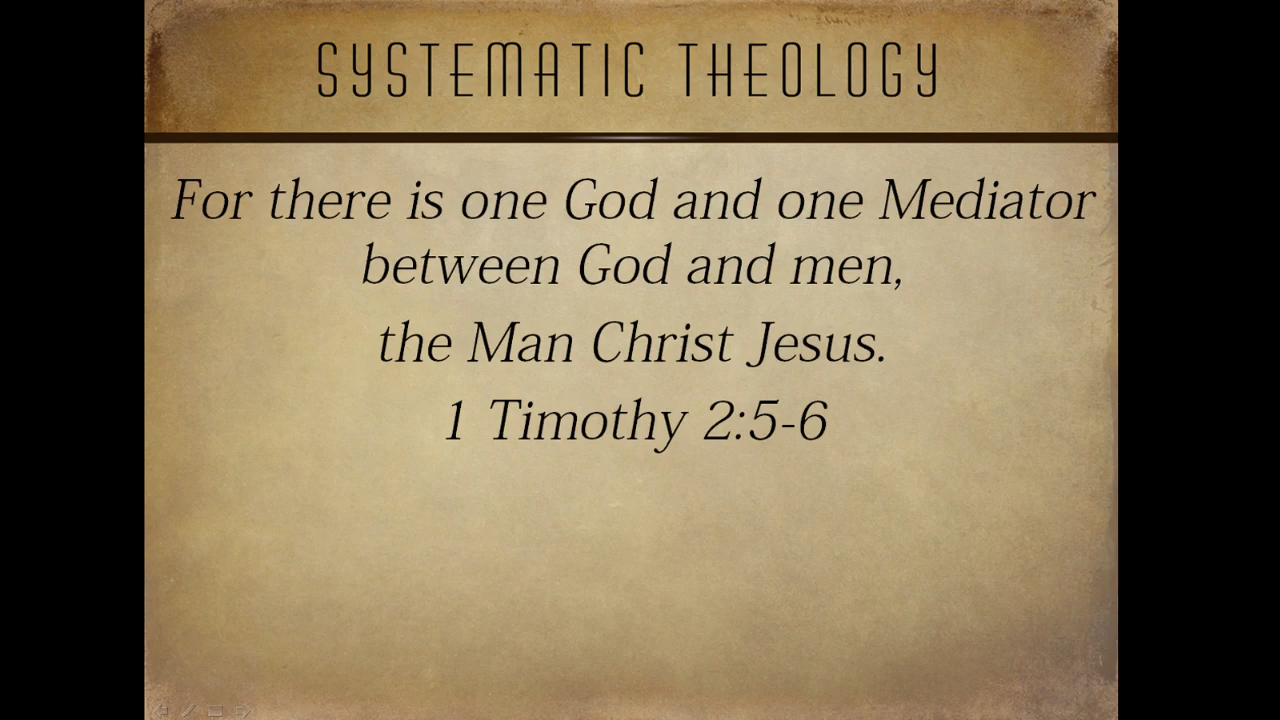 SYSTEMATIC THEOLOGY
For there is one God and one Mediator
between God and men,
the Man Christ Jesus.
1 Timothy 2:5-6